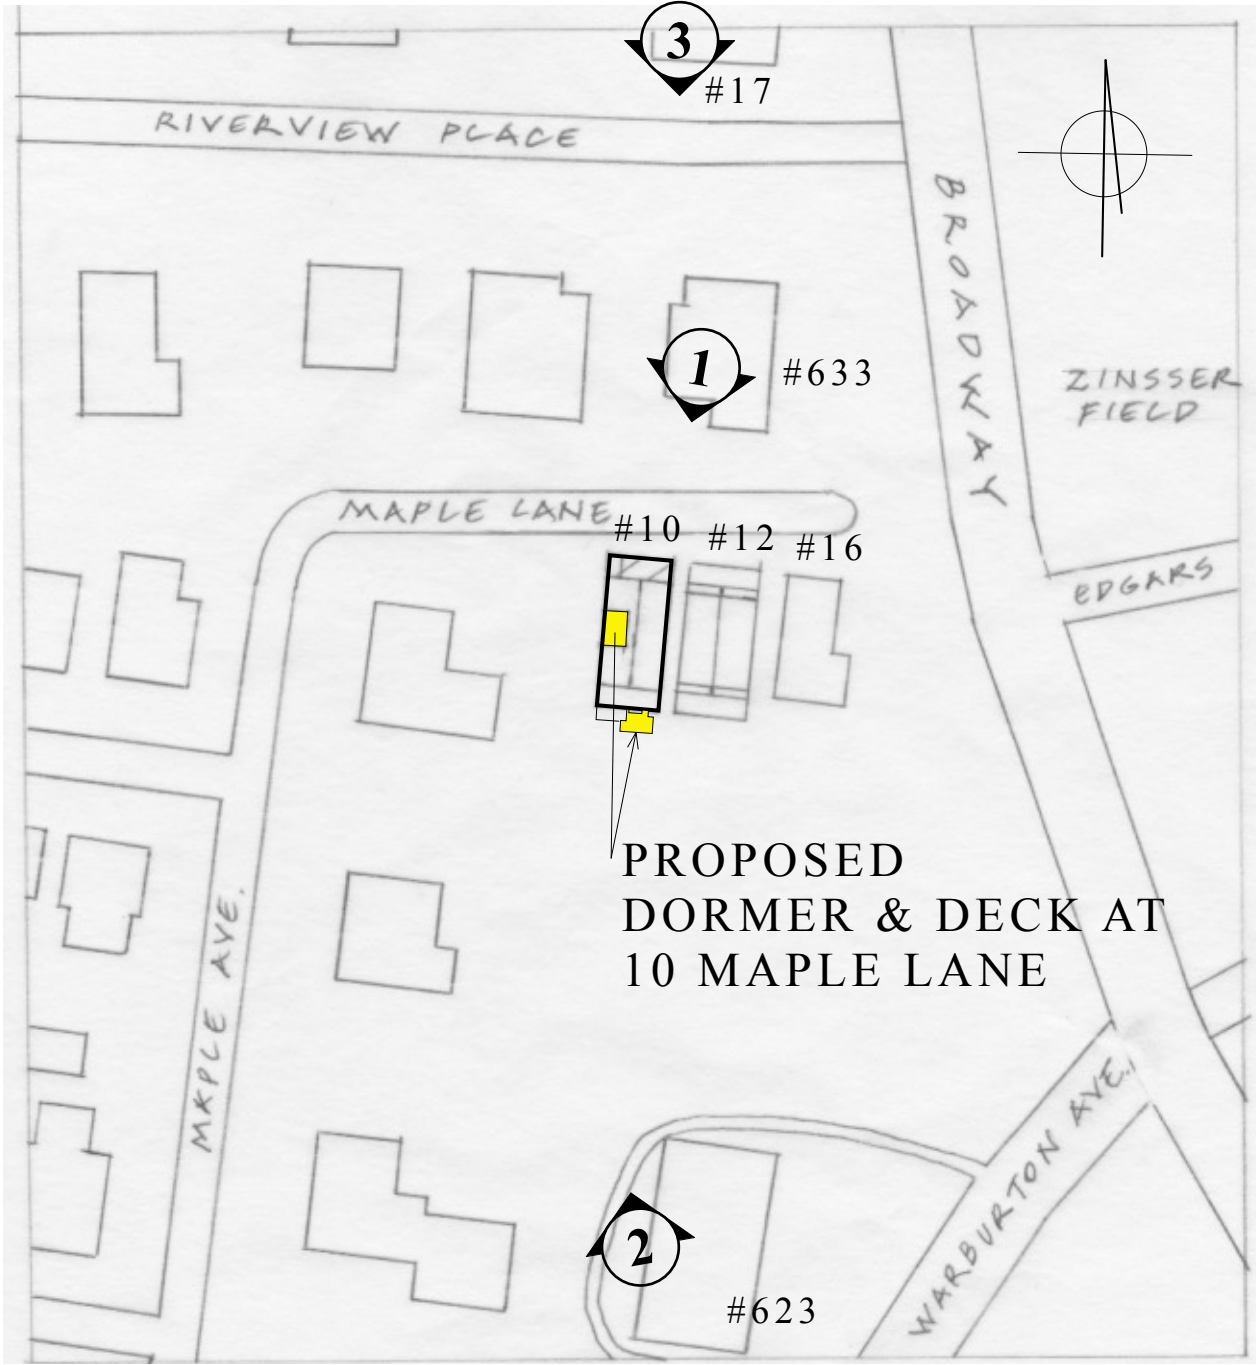 3
#17
RIVERVIEW PLACE
BROADWAY
1
#633
ZINSSER
FIELD
MAPLE LANE
#10
#12
#16
EDGARS
PROPOSED
DORMER & DECK AT
10 MAPLE LANE
MAPLE AVE.
WARBURTON AVE.
2
#623